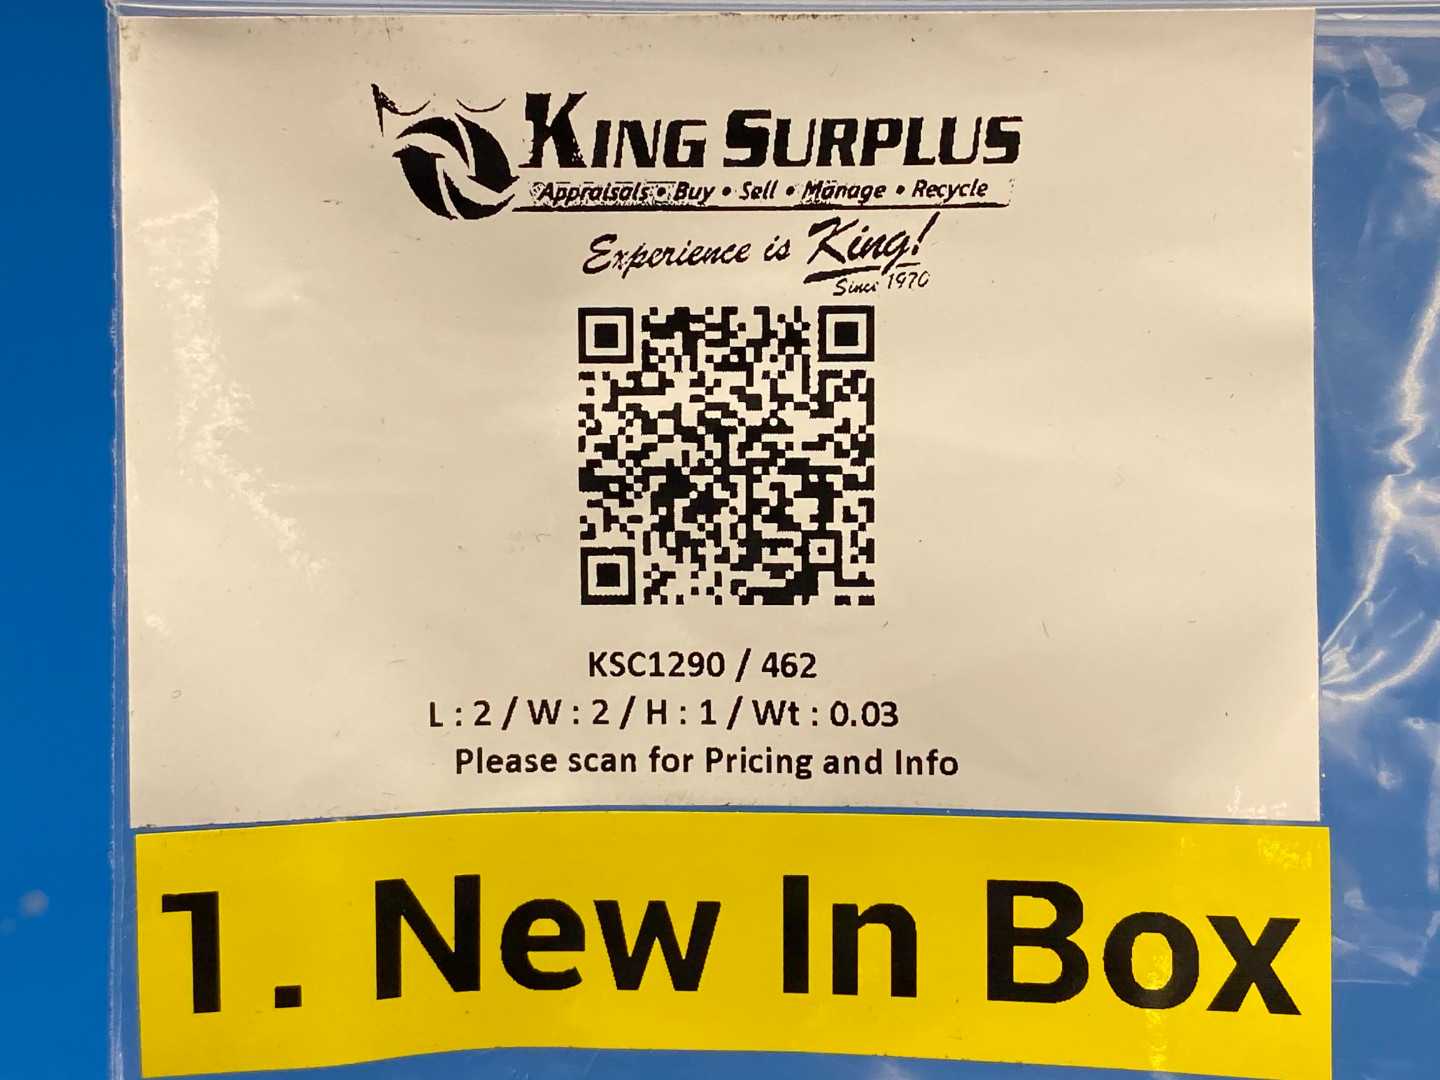 KING SURPLUS
Appraisals • Buy • Sell • Manage • Recycle
Experience is King!
Since 1970
KSC1290 / 462
L : 2 / W : 2 / H : 1 / Wt : 0.03
Please scan for Pricing and Info
1. New In Box